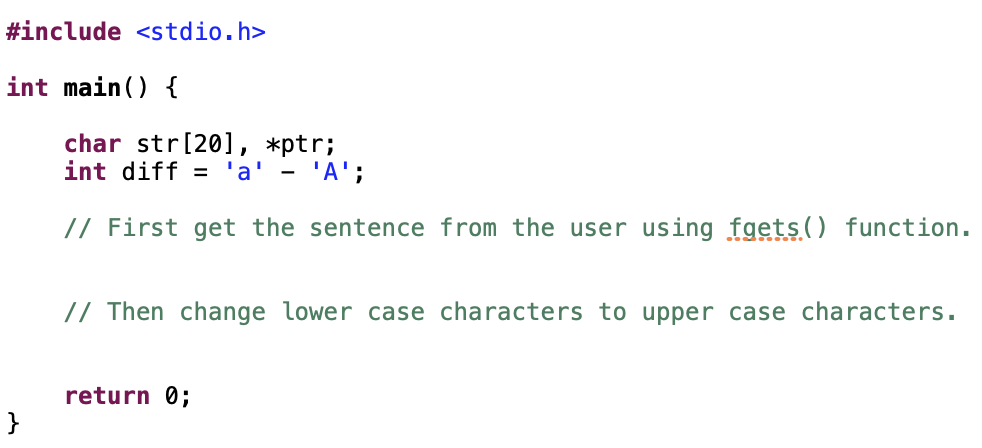 #include <stdio.h>
int main() {
char str[20], *ptr;
int diff = 'a' - 'A';
// First get the sentence from the user using fgets() function.
// Then change lower case characters to upper case characters.
return 0;
}